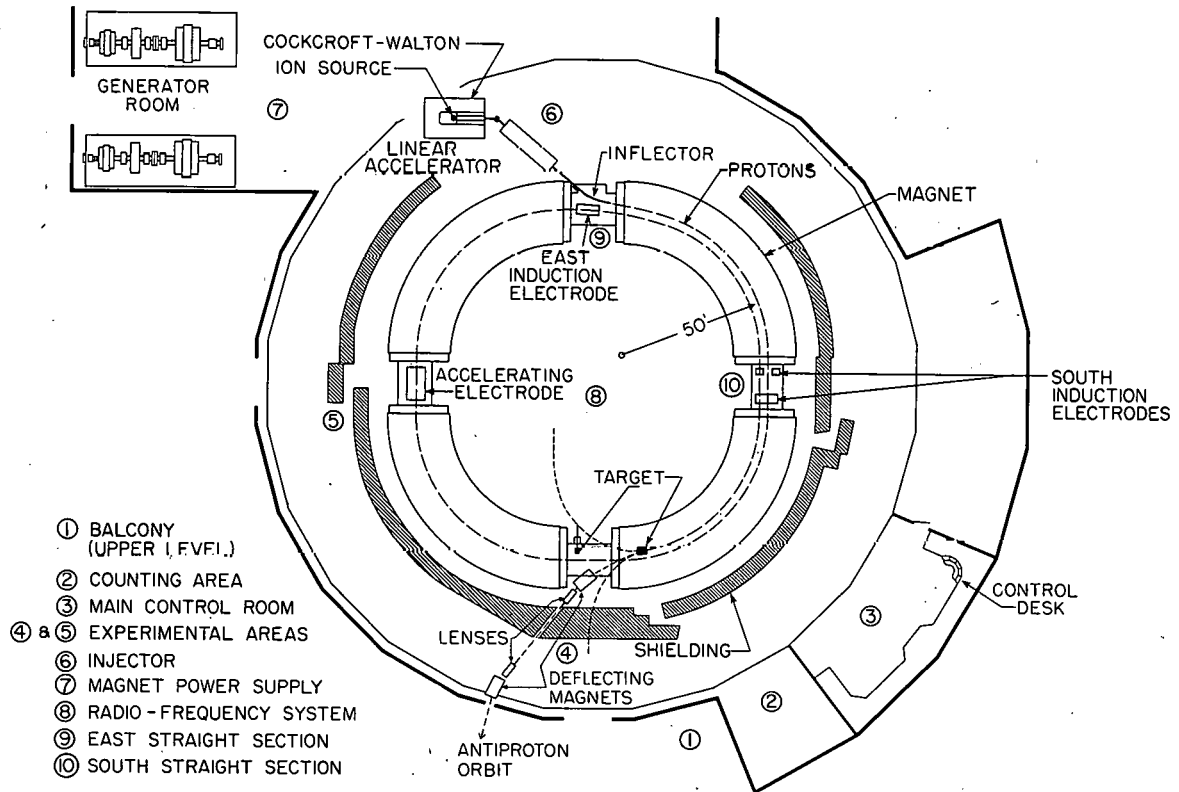 COCKCROFT-WALTON
ION SOURCE
GENERATOR
ROOM
⑦
⑥
LINEAR
ACCELERATOR
INFLECTOR
PROTONS
MAGNET
⑨
EAST
INDUCTION
ELECTRODE
50'
ACCELERATING
ELECTRODE
⑧
⑩
SOUTH
INDUCTION
ELECTRODES
⑤
TARGET
① BALCONY
(UPPER LEVEL)
② COUNTING AREA
③ MAIN CONTROL ROOM
④ & ⑤ EXPERIMENTAL AREAS
⑥ INJECTOR
⑦ MAGNET POWER SUPPLY
⑧ RADIO-FREQUENCY SYSTEM
⑨ EAST STRAIGHT SECTION
⑩ SOUTH STRAIGHT SECTION
LENSES
④
DEFLECTING
MAGNETS
SHIELDING
③
CONTROL
DESK
②
①
ANTIPROTON
ORBIT